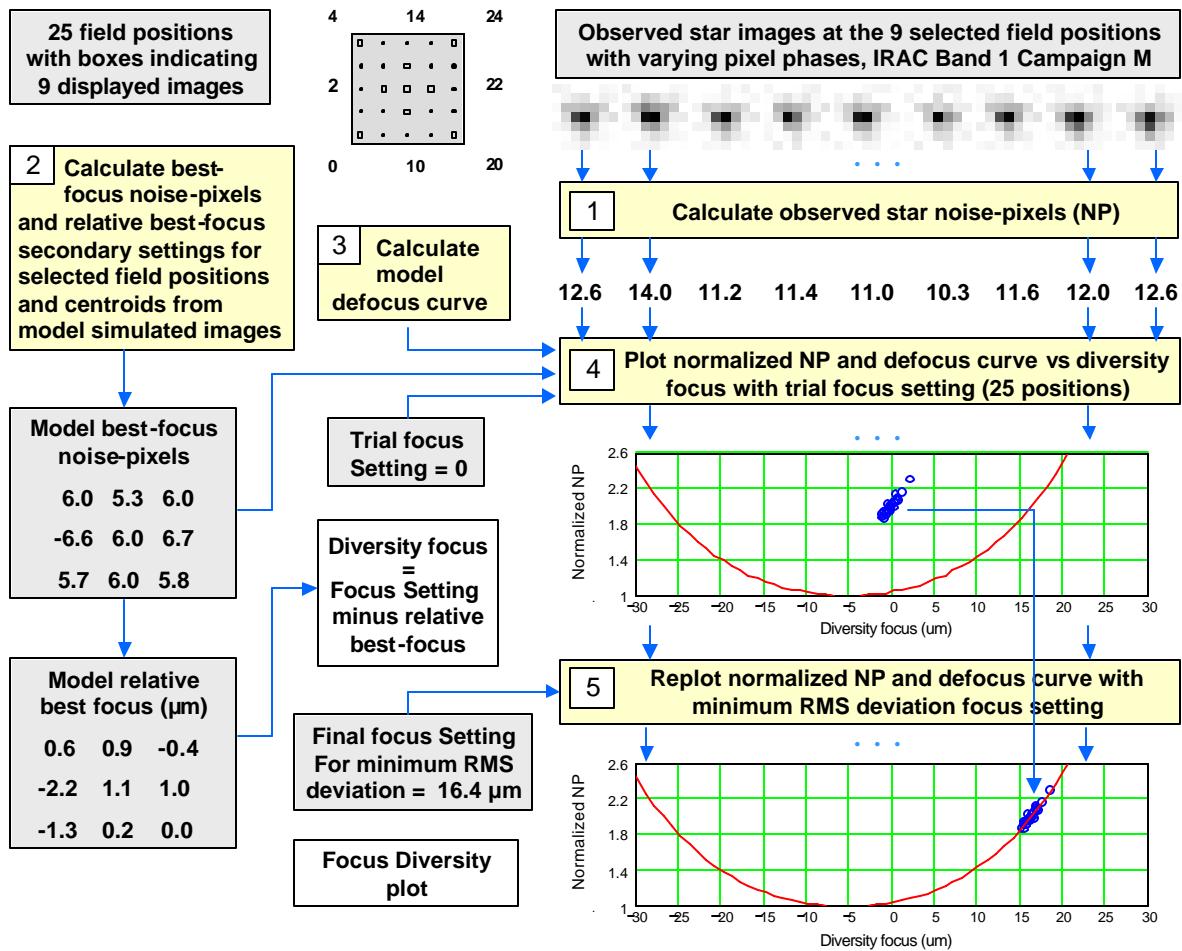 25 field positions
with boxes indicating
9 displayed images
4 14 24
2 22
0 10 20
Observed star images at the 9 selected field positions
with varying pixel phases, IRAC Band 1 Campaign M
. . .
1 Calculate observed star noise-pixels (NP)
12.6 14.0 11.2 11.4 11.0 10.3 11.6 12.0 12.6
2 Calculate best-
focus noise-pixels
and relative best-focus
secondary settings for
selected field positions
and centroids from
model simulated images
3 Calculate
model
defocus curve
4 Plot normalized NP and defocus curve vs diversity
focus with trial focus setting (25 positions)
Trial focus
Setting = 0
Model best-focus
noise-pixels
6.0 5.3 6.0
-6.6 6.0 6.7
5.7 6.0 5.8
. . .
Normalized NP
2.6
2.2
1.8
1.4
1
-30 -25 -20 -15 -10 -5 0 5 10 15 20 25 30
Diversity focus (um)
Diversity focus
=
Focus Setting
minus relative
best-focus
Model relative
best focus (µm)
0.6 0.9 -0.4
-2.2 1.1 1.0
-1.3 0.2 0.0
5 Replot normalized NP and defocus curve with
minimum RMS deviation focus setting
Final focus Setting
For minimum RMS
deviation = 16.4 µm
. . .
Normalized NP
2.6
2.2
1.8
1.4
1
-30 -25 -20 -15 -10 -5 0 5 10 15 20 25 30
Diversity focus (um)
Focus Diversity
plot